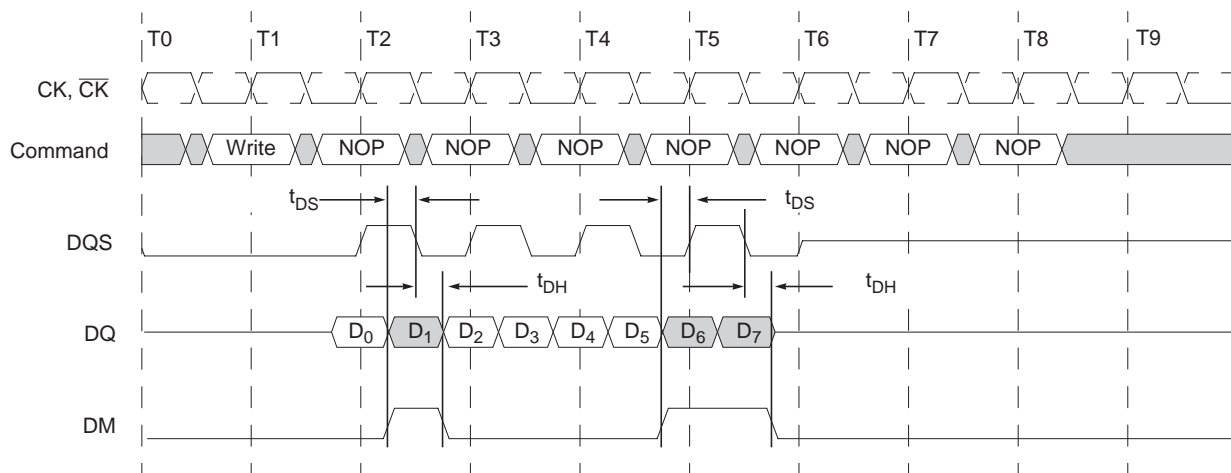 T0 T1 T2 T3 T4 T5 T6 T7 T8 T9
CK, C̅K̅
Command Write NOP NOP NOP NOP NOP NOP NOP
tDS tDS
DQS
tDH tDH
DQ D0 D1 D2 D3 D4 D5 D6 D7
DM